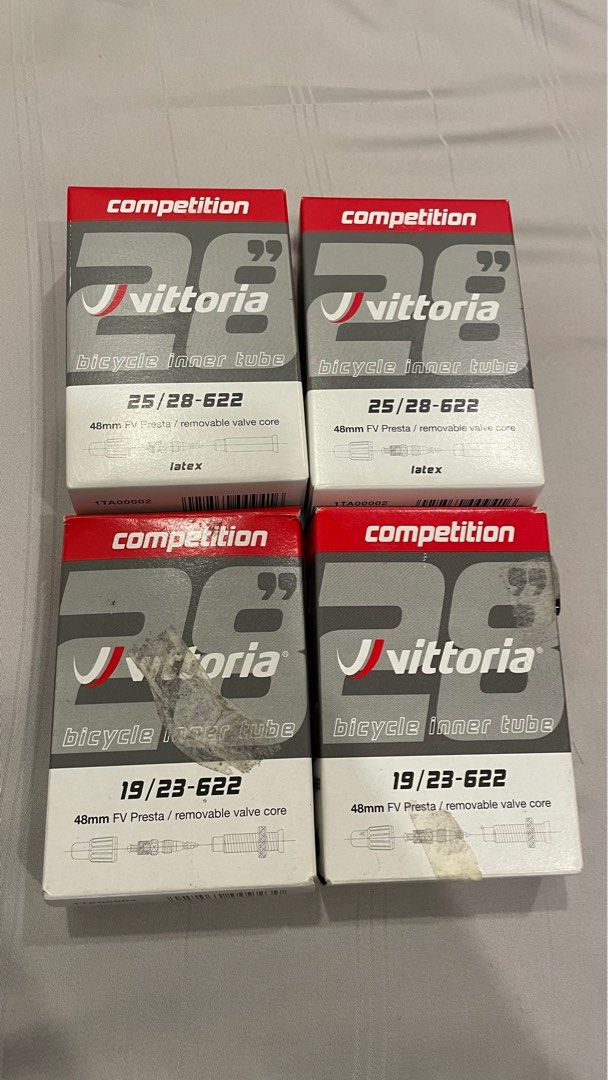 competition
28”
vittoria
bicycle inner tube
25/28-622
48mm FV Presta / removable valve core
latex
1TA00002
competition
28”
vittoria
bicycle inner tube
25/28-622
48mm FV Presta / removable valve core
latex
1TA00002
competition
28”
vittoria®
bicycle inner tube
19/23-622
48mm FV Presta / removable valve core
competition
28”
vittoria®
bicycle inner tube
19/23-622
48mm FV Presta / removable valve core